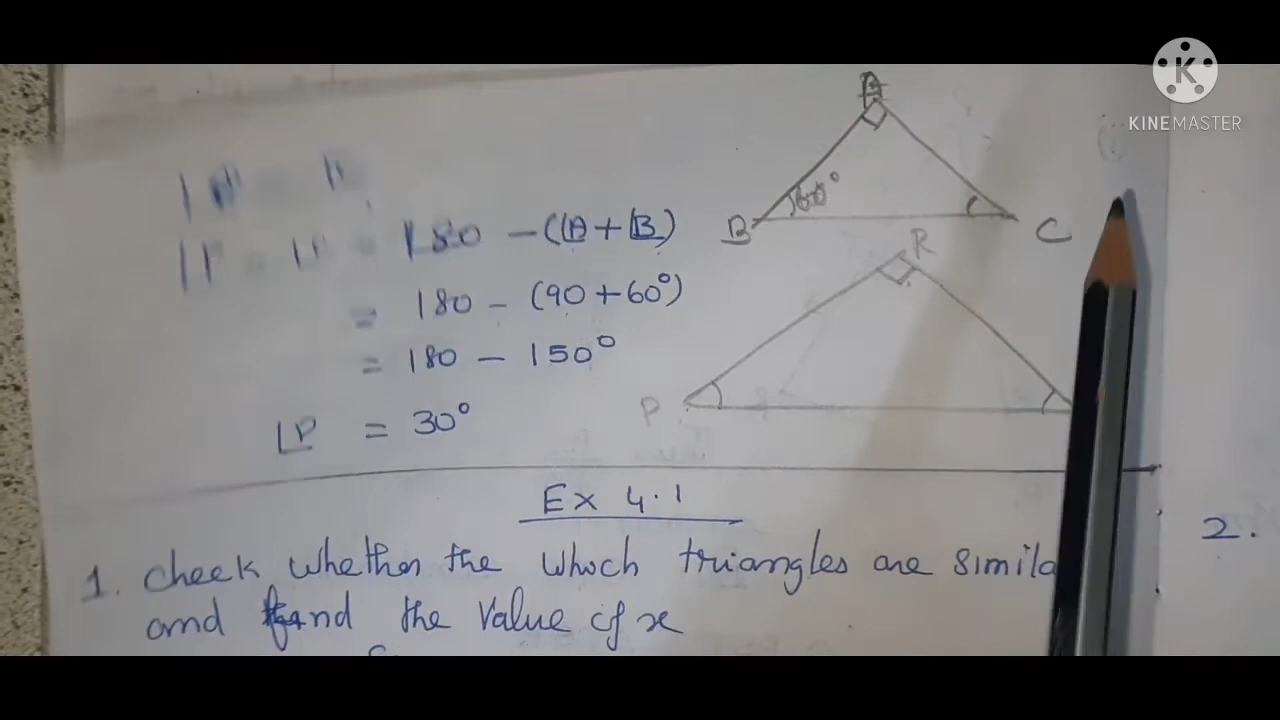 KINEMASTER
A
60°
B
C
= 180 - (∠A + ∠B)
= 180 - (90 + 60°)
= 180 - 150°
∠P = 30°
R
P
Ex 4.1
1. cheek whether the which triangles are simila
and find the value of x
2.